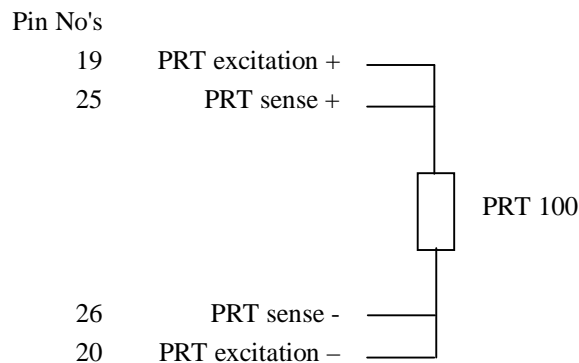 Pin No's
19 PRT excitation +
25 PRT sense +
PRT 100
26 PRT sense -
20 PRT excitation –